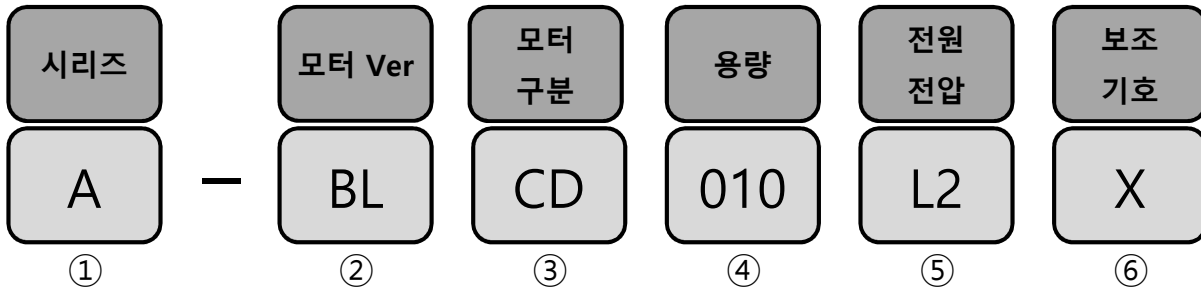 시리즈
모터 Ver
모터
구분
용량
전원
전압
보조
기호
A – BL CD 010 L2 X
① ② ③ ④ ⑤ ⑥